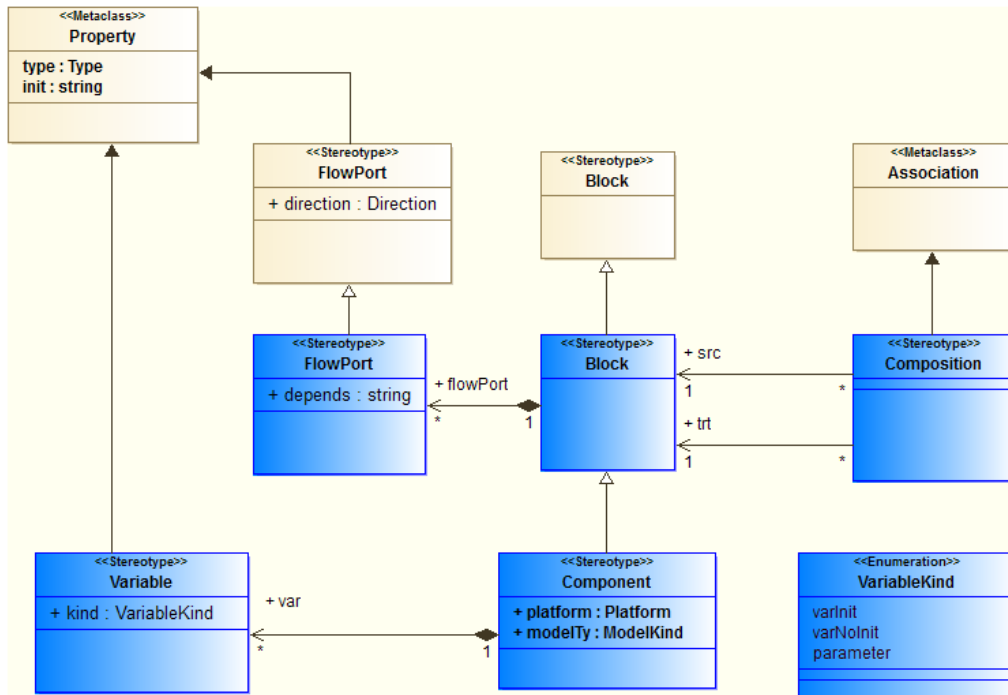 <<Metaclass>>
Property
type : Type
init : string
<<Stereotype>>
FlowPort
+ direction : Direction
<<Stereotype>>
Block
<<Metaclass>>
Association
<<Stereotype>>
FlowPort
+ depends : string
+ flowPort
*
1
<<Stereotype>>
Block
+ src
1
*
+ trt
1
*
<<Stereotype>>
Composition
<<Stereotype>>
Variable
+ kind : VariableKind
+ var
*
1
<<Stereotype>>
Component
+ platform : Platform
+ modelTy : ModelKind
<<Enumeration>>
VariableKind
varInit
varNoInit
parameter